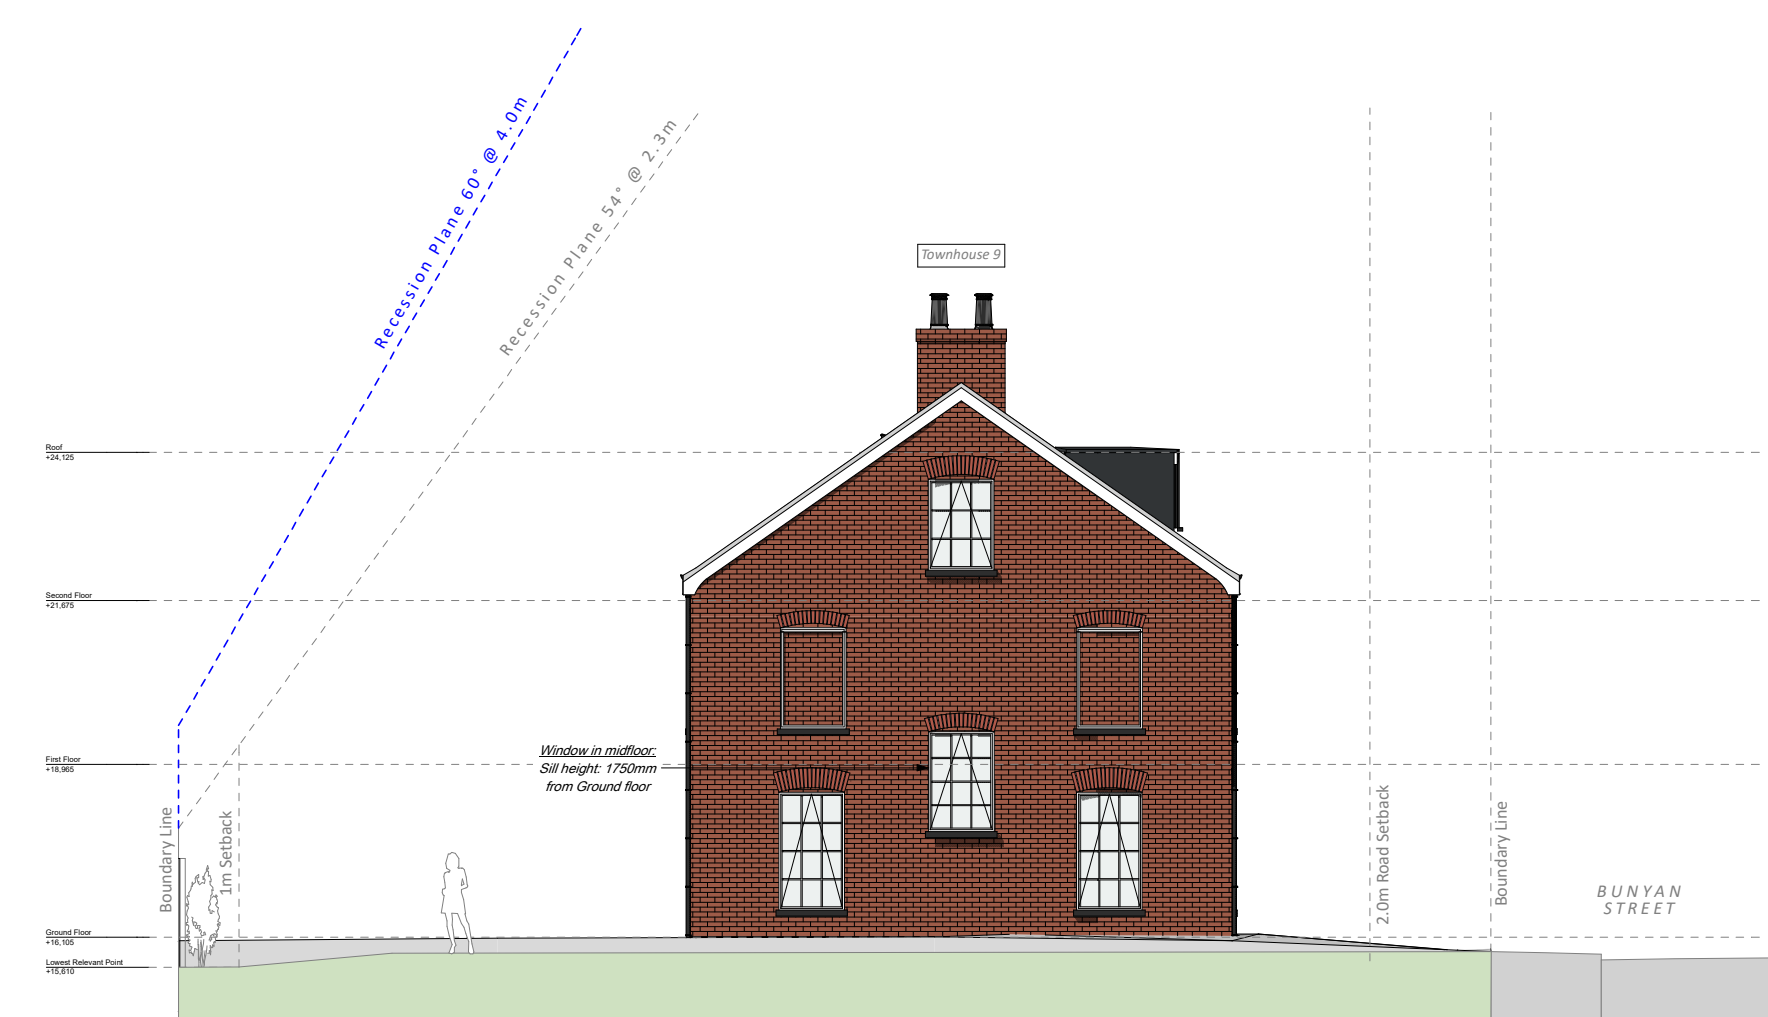 Recession Plane 60° @ 4.0m
Recession Plane 54° @ 2.3m
Townhouse 9
Roof
+24,125
Second Floor
+21,675
First Floor
+18,965
Window in midfloor:
Sill height: 1750mm
from Ground floor
Boundary Line
1m Setback
2.0m Road Setback
Boundary Line
BUNYAN
STREET
Ground Floor
+16,105
Lowest Relevant Point
+15,610